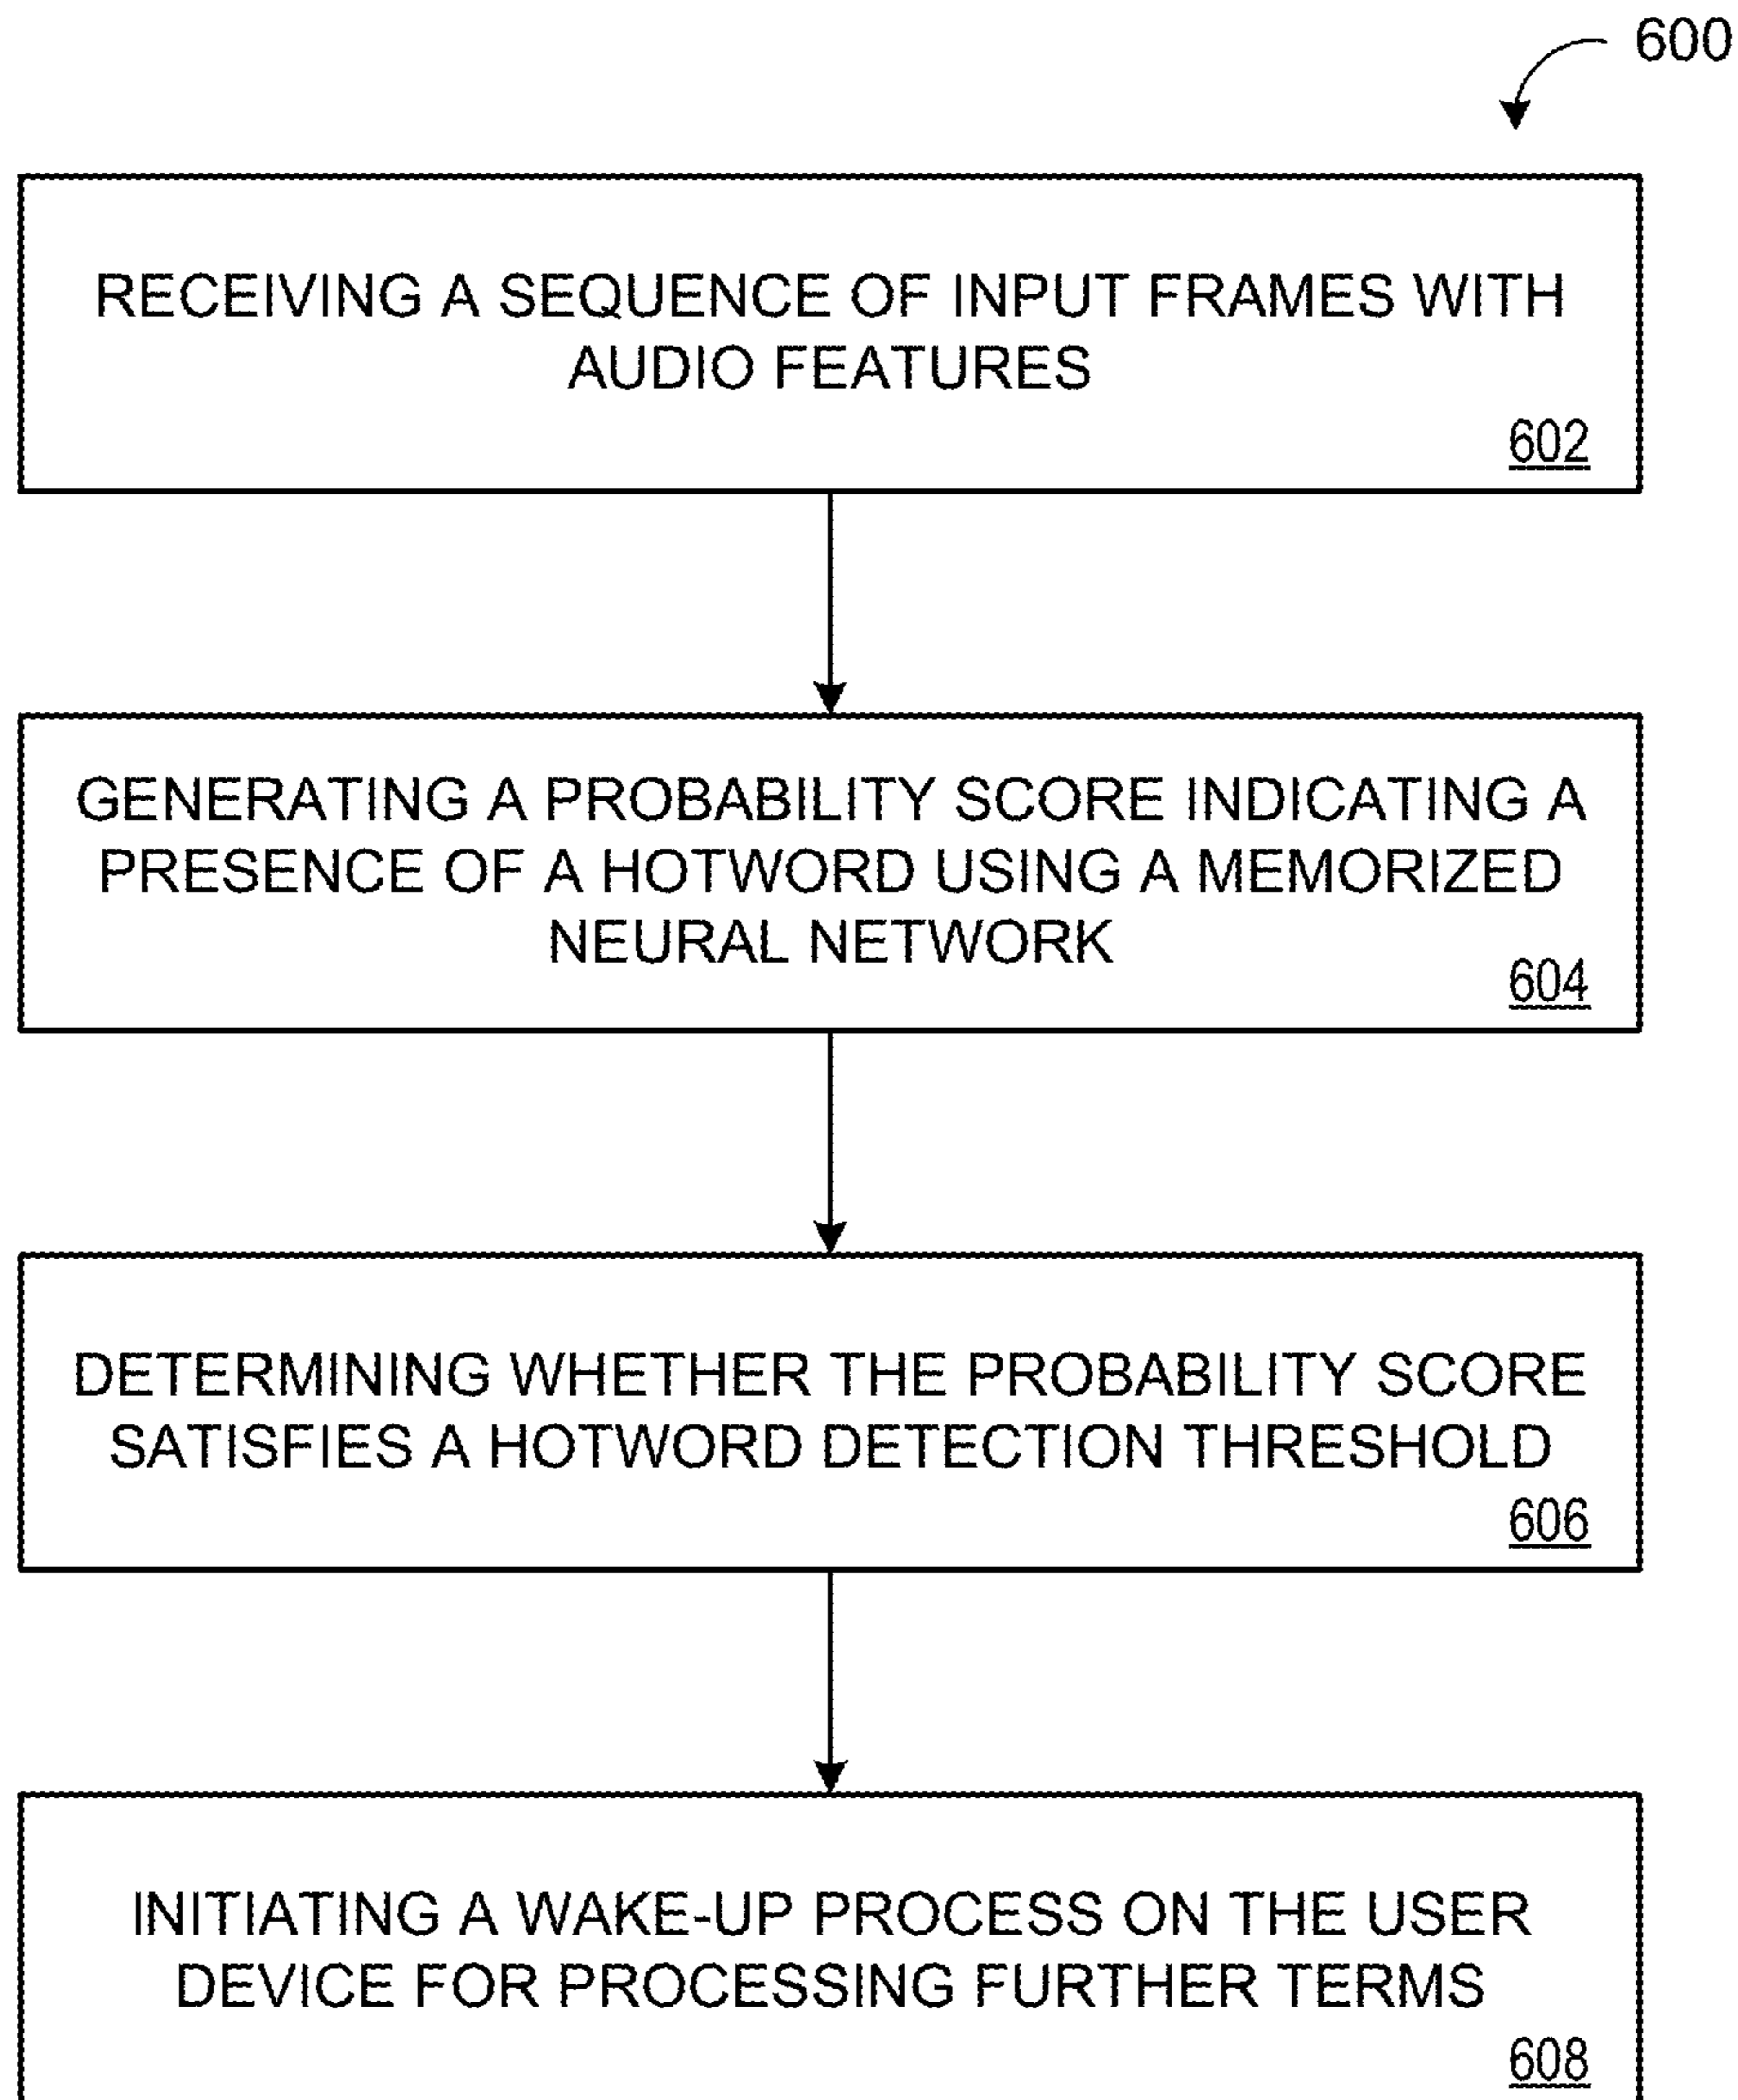 600
RECEIVING A SEQUENCE OF INPUT FRAMES WITH
AUDIO FEATURES
602
GENERATING A PROBABILITY SCORE INDICATING A
PRESENCE OF A HOTWORD USING A MEMORIZED
NEURAL NETWORK
604
DETERMINING WHETHER THE PROBABILITY SCORE
SATISFIES A HOTWORD DETECTION THRESHOLD
606
INITIATING A WAKE-UP PROCESS ON THE USER
DEVICE FOR PROCESSING FURTHER TERMS
608